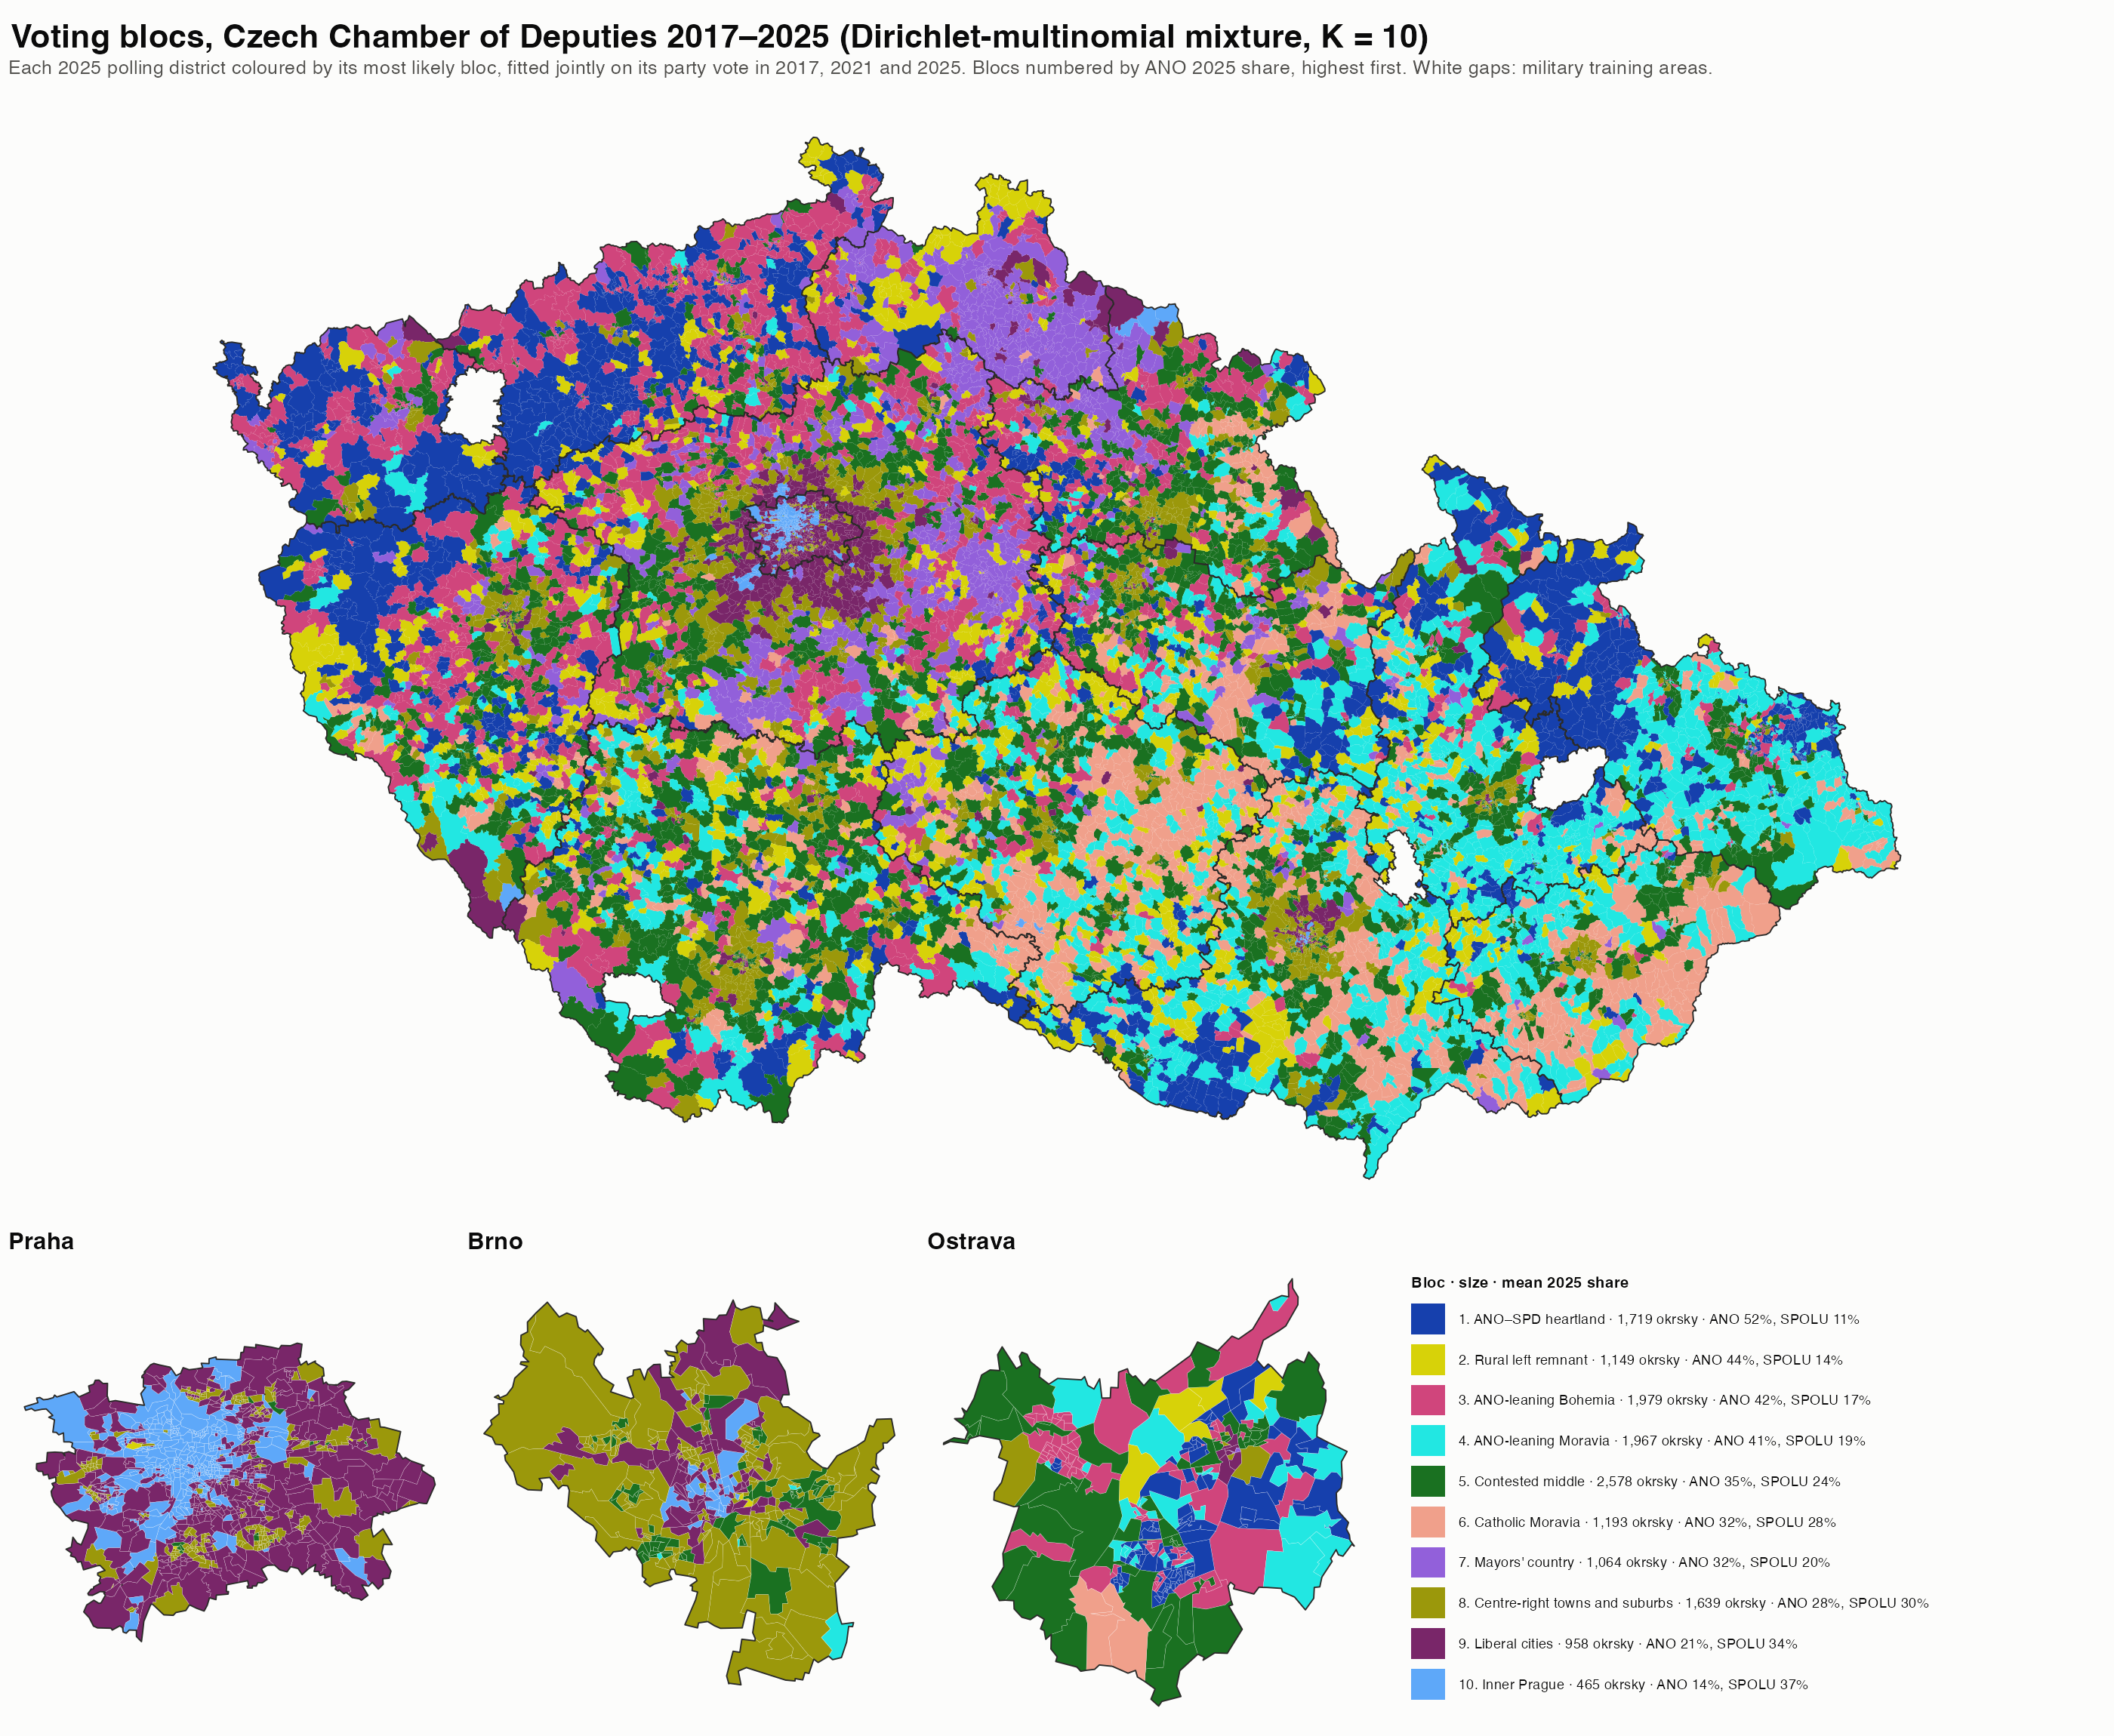 Voting blocs, Czech Chamber of Deputies 2017–2025 (Dirichlet-multinomial mixture, K = 10)
Each 2025 polling district coloured by its most likely bloc, fitted jointly on its party vote in 2017, 2021 and 2025. Blocs numbered by ANO 2025 share, highest first. White gaps: military training areas.
Praha
Brno
Ostrava
Bloc · size · mean 2025 share
1. ANO–SPD heartland · 1,719 okrsky · ANO 52%, SPOLU 11%
2. Rural left remnant · 1,149 okrsky · ANO 44%, SPOLU 14%
3. ANO-leaning Bohemia · 1,979 okrsky · ANO 42%, SPOLU 17%
4. ANO-leaning Moravia · 1,967 okrsky · ANO 41%, SPOLU 19%
5. Contested middle · 2,578 okrsky · ANO 35%, SPOLU 24%
6. Catholic Moravia · 1,193 okrsky · ANO 32%, SPOLU 28%
7. Mayors' country · 1,064 okrsky · ANO 32%, SPOLU 20%
8. Centre-right towns and suburbs · 1,639 okrsky · ANO 28%, SPOLU 30%
9. Liberal cities · 958 okrsky · ANO 21%, SPOLU 34%
10. Inner Prague · 465 okrsky · ANO 14%, SPOLU 37%